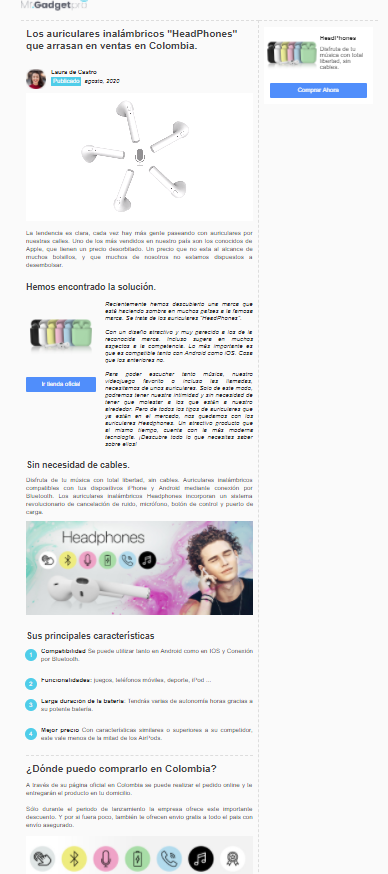 Mr.Gadgetpro
Los auriculares inalámbricos "HeadPhones"
que arrasan en ventas en Colombia.
Laura de Castro
Publicado agosto, 2020
La tendencia es clara, cada vez hay más gente paseando con auriculares por
nuestras calles. Uno de los más vendidos en nuestro país son los conocidos de
Apple, que tienen un precio desorbitado. Un precio que no esta al alcance de
muchos bolsillos, y que muchos de nosotros no estamos dispuestos a
desembolsar.
Hemos encontrado la solución.
Recientemente hemos descubierto una marca que
está haciendo sombra en muchos países a la famosa
marca. Se trata de los auriculares "HeadPhones".
Con un diseño atractivo y muy parecido a los de la
reconocida marca. Incluso supera en muchos
aspectos a la competencia. Lo más importante es
que es compatible tanto con Android como iOS. Cosa
que los anteriores no.
Ir tienda oficial
Para poder escuchar tanto música, nuestro
videojuego favorito o incluso las llamadas,
necesitamos de unos auriculares. Solo de este modo,
podremos tener nuestra intimidad y sin necesidad de
tener que molestar a los que están a nuestro
alrededor. Pero de todos los tipos de auriculares que
ya están en el mercado, nos quedamos con los
auriculares Headphones. Un atractivo producto que
al mismo tiempo, cuenta con la más moderna
tecnología. ¡Descubre todo lo que necesitas saber
sobre ellos!
Sin necesidad de cables.
Disfruta de tu música con total libertad, sin cables. Auriculares inalámbricos
compatibles con tus dispositivos iPhone y Android mediante conexión por
Bluetooth. Los auriculares inalámbricos Headphones incorporan un sistema
revolucionario de cancelación de ruido, micrófono, botón de control y puerto de
carga.
Headphones
Sus principales características
1 Compatibilidad Se puede utilizar tanto en Android como en IOS y Conexión
por Bluetooth.
2 Funcionalidades: juegos, teléfonos móviles, deporte, iPod ...
3 Larga duración de la batería: Tendrás varias de autonomía horas gracias a
su potente batería.
4 Mejor precio Con características similares o superiores a su competidor,
este vale menos de la mitad de los AirPods.
¿Dónde puedo comprarlo en Colombia?
A través de su página oficial en Colombia se puede realizar el pedido online y te
entregarán el producto en tu domicilio.
Sólo durante el periodo de lanzamiento la empresa ofrece este importante
descuento. Y por si fuera poco, también te ofrecen envío gratis a todo el país con
envío asegurado.
HeadPhones
Disfruta de tu
música con total
libertad, sin
cables.
Comprar Ahora